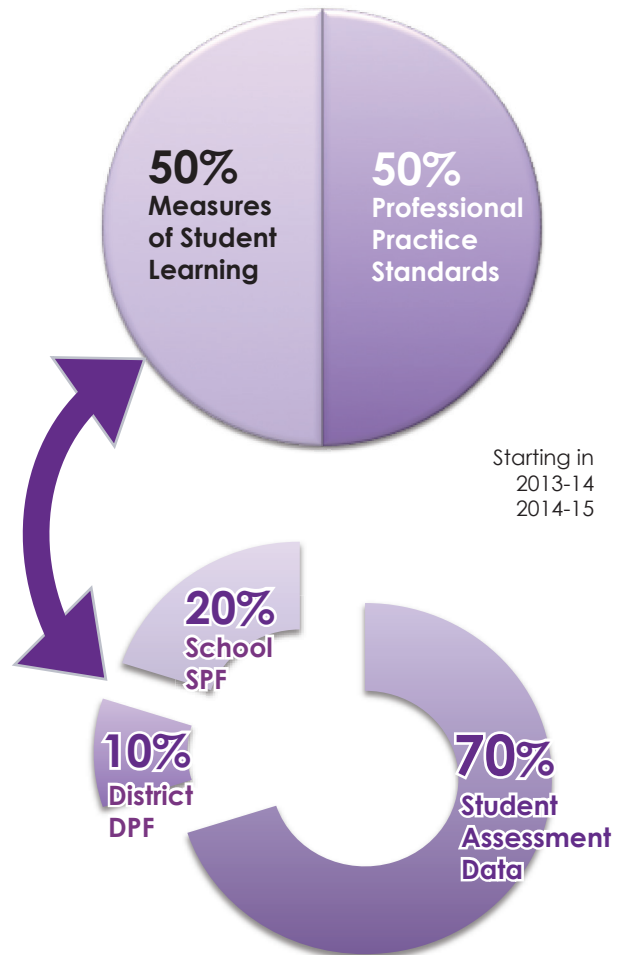 50%
Measures
of Student
Learning
50%
Professional
Practice
Standards
Starting in
2013-14
2014-15
20%
School
SPF
10%
District
DPF
70%
Student
Assessment
Data